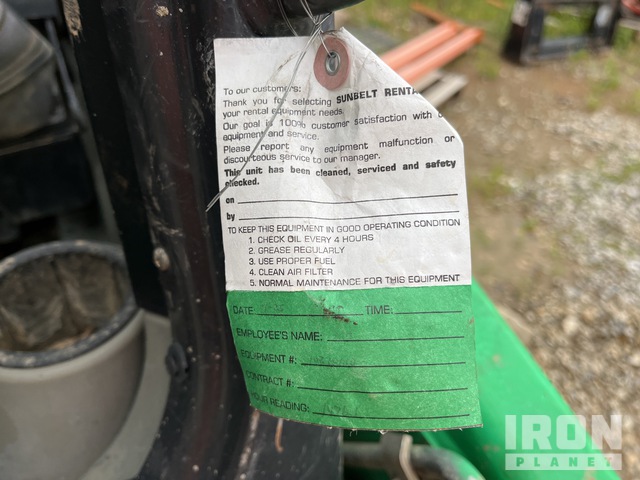 To our customers:
Thank you for selecting SUNBELT RENTA
your rental equipment needs.
Our goal is 100% customer satisfaction with
equipment and service.
Please report any equipment malfunction or
discourteous service to our manager.
This unit has been cleaned, serviced and safety
checked.
on
by
TO KEEP THIS EQUIPMENT IN GOOD OPERATING CONDITION
1. CHECK OIL EVERY 4 HOURS
2. GREASE REGULARLY
3. USE PROPER FUEL
4. CLEAN AIR FILTER
5. NORMAL MAINTENANCE FOR THIS EQUIPMENT
DATE: TIME:
EMPLOYEE'S NAME:
EQUIPMENT #:
CONTRACT #:
HOUR READING:
IRON
PLANET